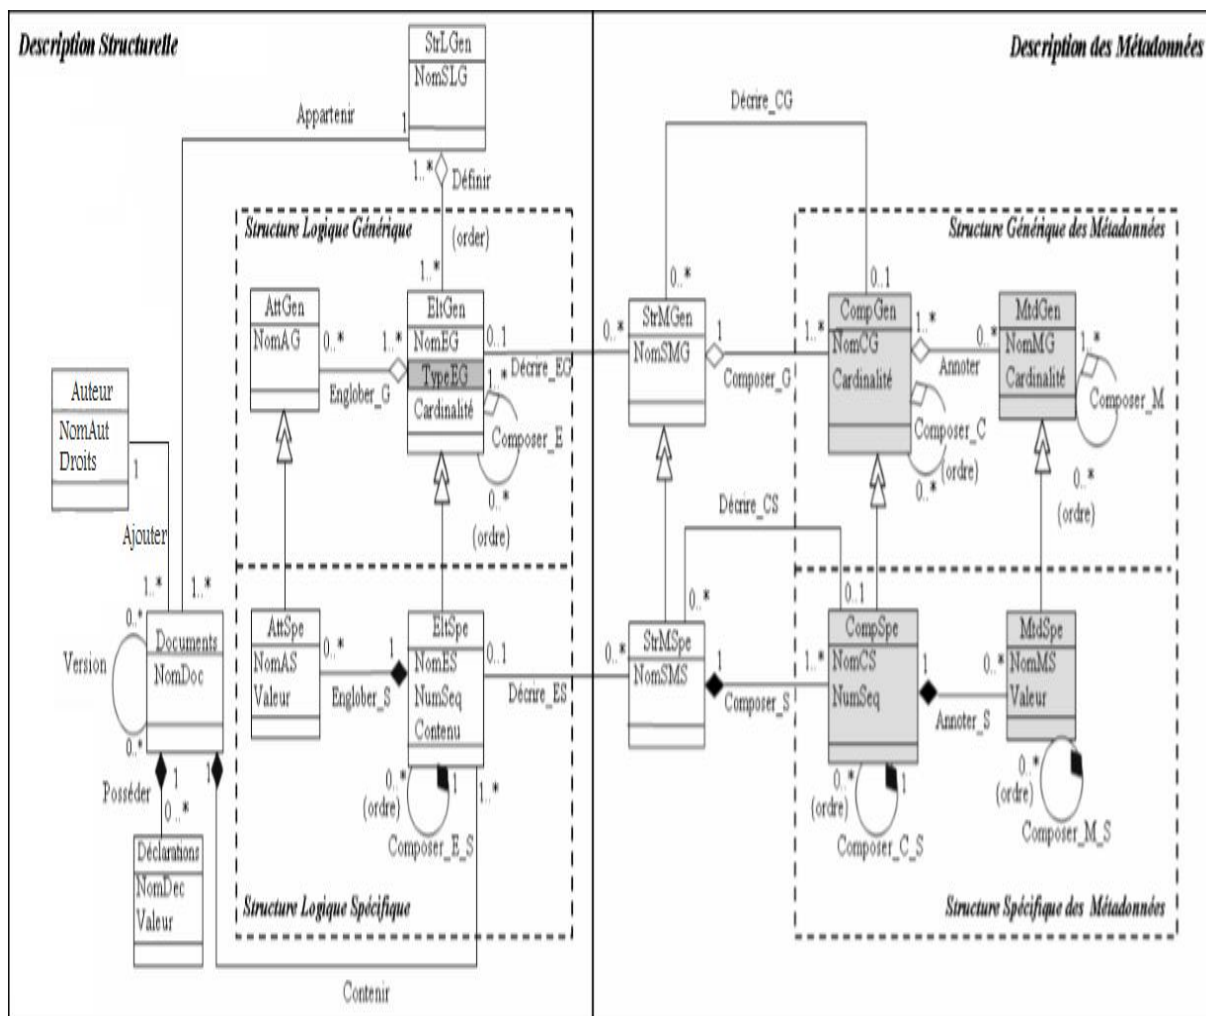 Description Structurelle
StrLGen
NomSLG
Appartenir
1
1..*
Définir
(order)
1..*
Structure Logique Générique
AttGen
NomAG
0..*
Englober_G
1..*
EltGen
NomEG
TypeEG
Cardinalité
0..1
Décrire_EG
1..*
Composer_E
0..*
(ordre)
Auteur
NomAut
Droits
1
Ajouter
1..*
1..*
0..*
Version
0..*
Documents
NomDoc
Posséder
1
1
0..*
Déclarations
NomDec
Valeur
AttSpe
NomAS
Valeur
0..*
Englober_S
1
EltSpe
NomES
NumSeq
Contenu
0..1
Décrire_ES
0..*
(ordre)
1
1..*
Composer_E_S
Structure Logique Spécifique
Contenir
Description des Métadonnées
Décrire_CG
0..*
0..1
Structure Générique des Métadonnées
0..*
StrMGen
NomSMG
1
Composer_G
1..*
CompGen
NomCG
Cardinalité
1..*
Annoter
0..*
Composer_C
(ordre)
0..*
MtdGen
NomMG
Cardinalité
1..*
Composer_M
0..*
(ordre)
Décrire_CS
0..*
0..1
0..*
StrMSpe
NomSMS
1
Composer_S
1..*
CompSpe
NomCS
NumSeq
1
Annoter_S
0..*
MtdSpe
NomMS
Valeur
0..*
(ordre)
1
Composer_C_S
0..*
(ordre)
Composer_M_S
Structure Spécifique des Métadonnées